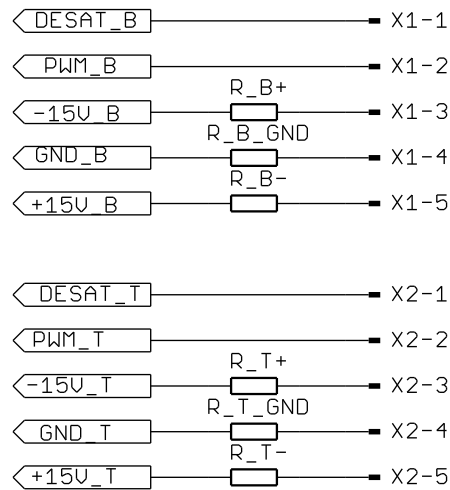 DESAT_B X1-1
PWM_B X1-2
R_B+
-15V_B X1-3
R_B_GND
GND_B X1-4
R_B-
+15V_B X1-5
DESAT_T X2-1
PWM_T X2-2
R_T+
-15V_T X2-3
R_T_GND
GND_T X2-4
R_T-
+15V_T X2-5